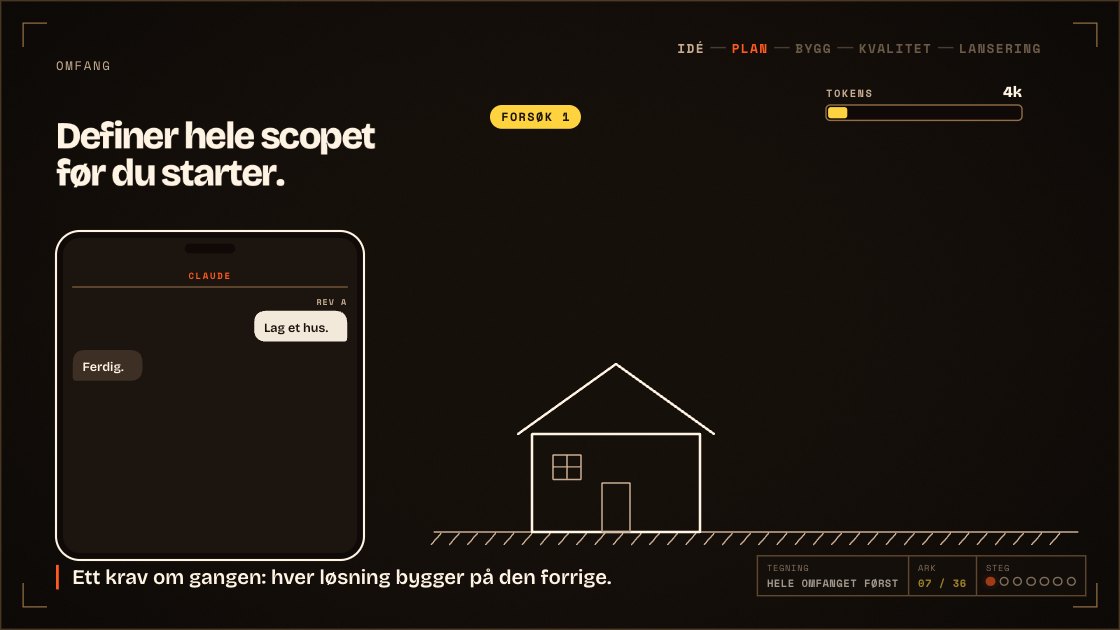 OMFANG
IDÉ — PLAN — BYGG — KVALITET — LANSERING
TOKENS 4k
FORSØK 1
Definer hele scopet
før du starter.
CLAUDE
REV A
Lag et hus.
Ferdig.
Ett krav om gangen: hver løsning bygger på den forrige.
TEGNING
HELE OMFANGET FØRST
ARK
07 / 36
STEG